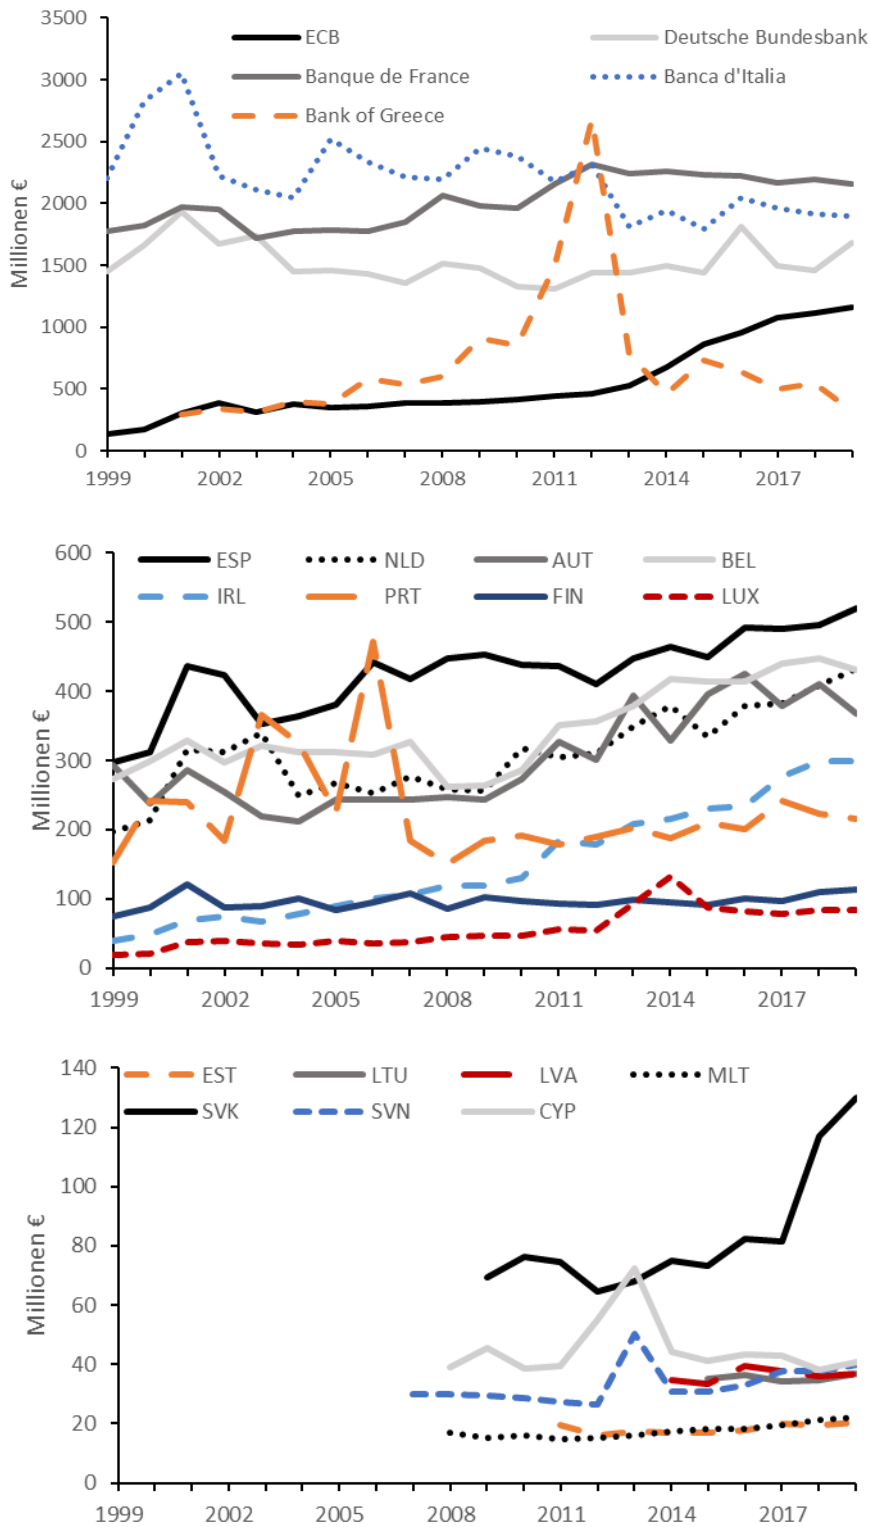 3500
ECB
Deutsche Bundesbank
3000
Banque de France
Banca d'Italia
2500
Bank of Greece
2000
1500
1000
500
0
Millionen €
1999 2002 2005 2008 2011 2014 2017
600
ESP NLD AUT BEL
IRL PRT FIN LUX
500
400
300
200
100
0
Millionen €
1999 2002 2005 2008 2011 2014 2017
140
EST LTU LVA MLT
SVK SVN CYP
120
100
80
60
40
20
0
Millionen €
1999 2002 2005 2008 2011 2014 2017